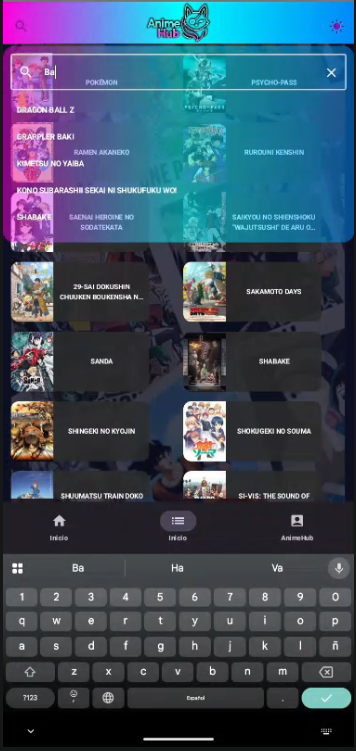 Anime
Hub
Ba
POKÉMON
PSYCHO-PASS
DRAGON BALL Z
GRAPPLER BAKI
RAMEN AKANEKO
RUROUNI KENSHIN
KIMETSU NO YAIBA
KONO SUBARASHII SEKAI NI SHUKUFUKU WO!
SHABAKE
SAENAI HEROINE NO
SODATEKATA
SAIKYOU NO SHIENSHOKU
"WAJUTSUSHI" DE ARU O...
29-SAI DOKUSHIN
CHUUKEN BOUKENSHA N...
SAKAMOTO DAYS
SANDA
SHABAKE
SHINGEKI NO KYOJIN
SHOKUGEKI NO SOUMA
SHUUMATSU TRAIN DOKO
SI-VIS: THE SOUND OF
Inicio
Inicio
AnimeHub
Ba
Ha
Va
1 2 3 4 5 6 7 8 9 0
q w e r t y u i o p
a s d f g h j k l ñ
z x c v b n m
?123 , Español .